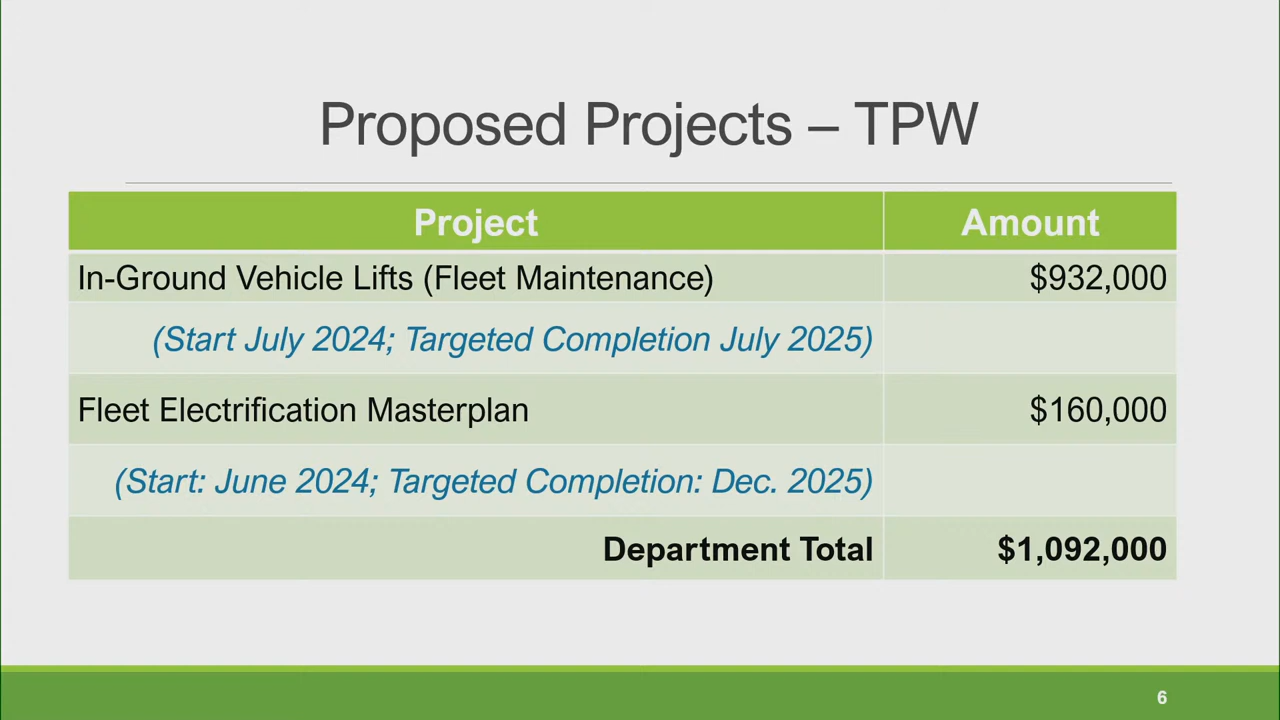 Proposed Projects – TPW
Project Amount
In-Ground Vehicle Lifts (Fleet Maintenance) $932,000
(Start July 2024; Targeted Completion July 2025)
Fleet Electrification Masterplan $160,000
(Start: June 2024; Targeted Completion: Dec. 2025)
Department Total $1,092,000
6